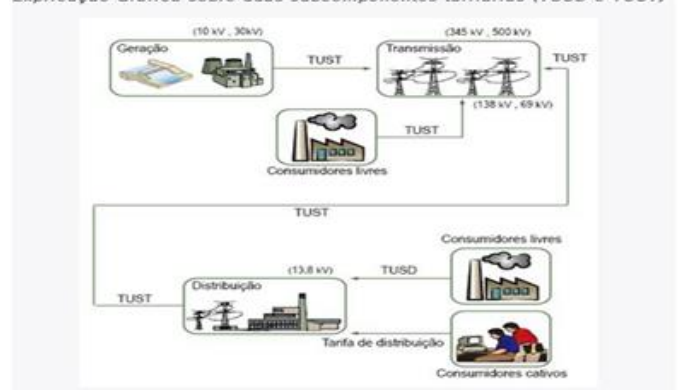 (10 kV , 30kV)
(345 kV , 500 kV)
Geração
TUST
Transmissão
TUST
(138 kV , 69 kV)
TUST
Consumidores livres
TUST
Consumidores livres
(13,8 kV)
TUSD
Distribuição
TUST
Tarifa de distribuição
Consumidores cativos